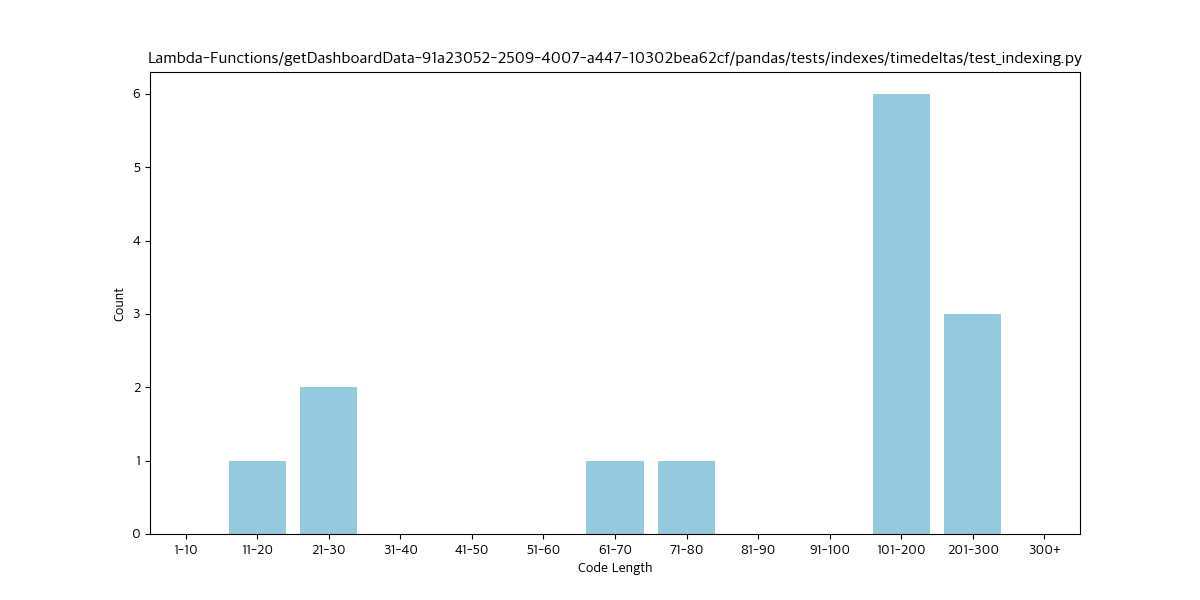 Lambda-Functions/getDashboardData-91a23052-2509-4007-a447-10302bea62cf/pandas/tests/indexes/timedeltas/test_indexing.py
6
5
4
3
2
1
0
Count
1-10 11-20 21-30 31-40 41-50 51-60 61-70 71-80 81-90 91-100 101-200 201-300 300+
Code Length